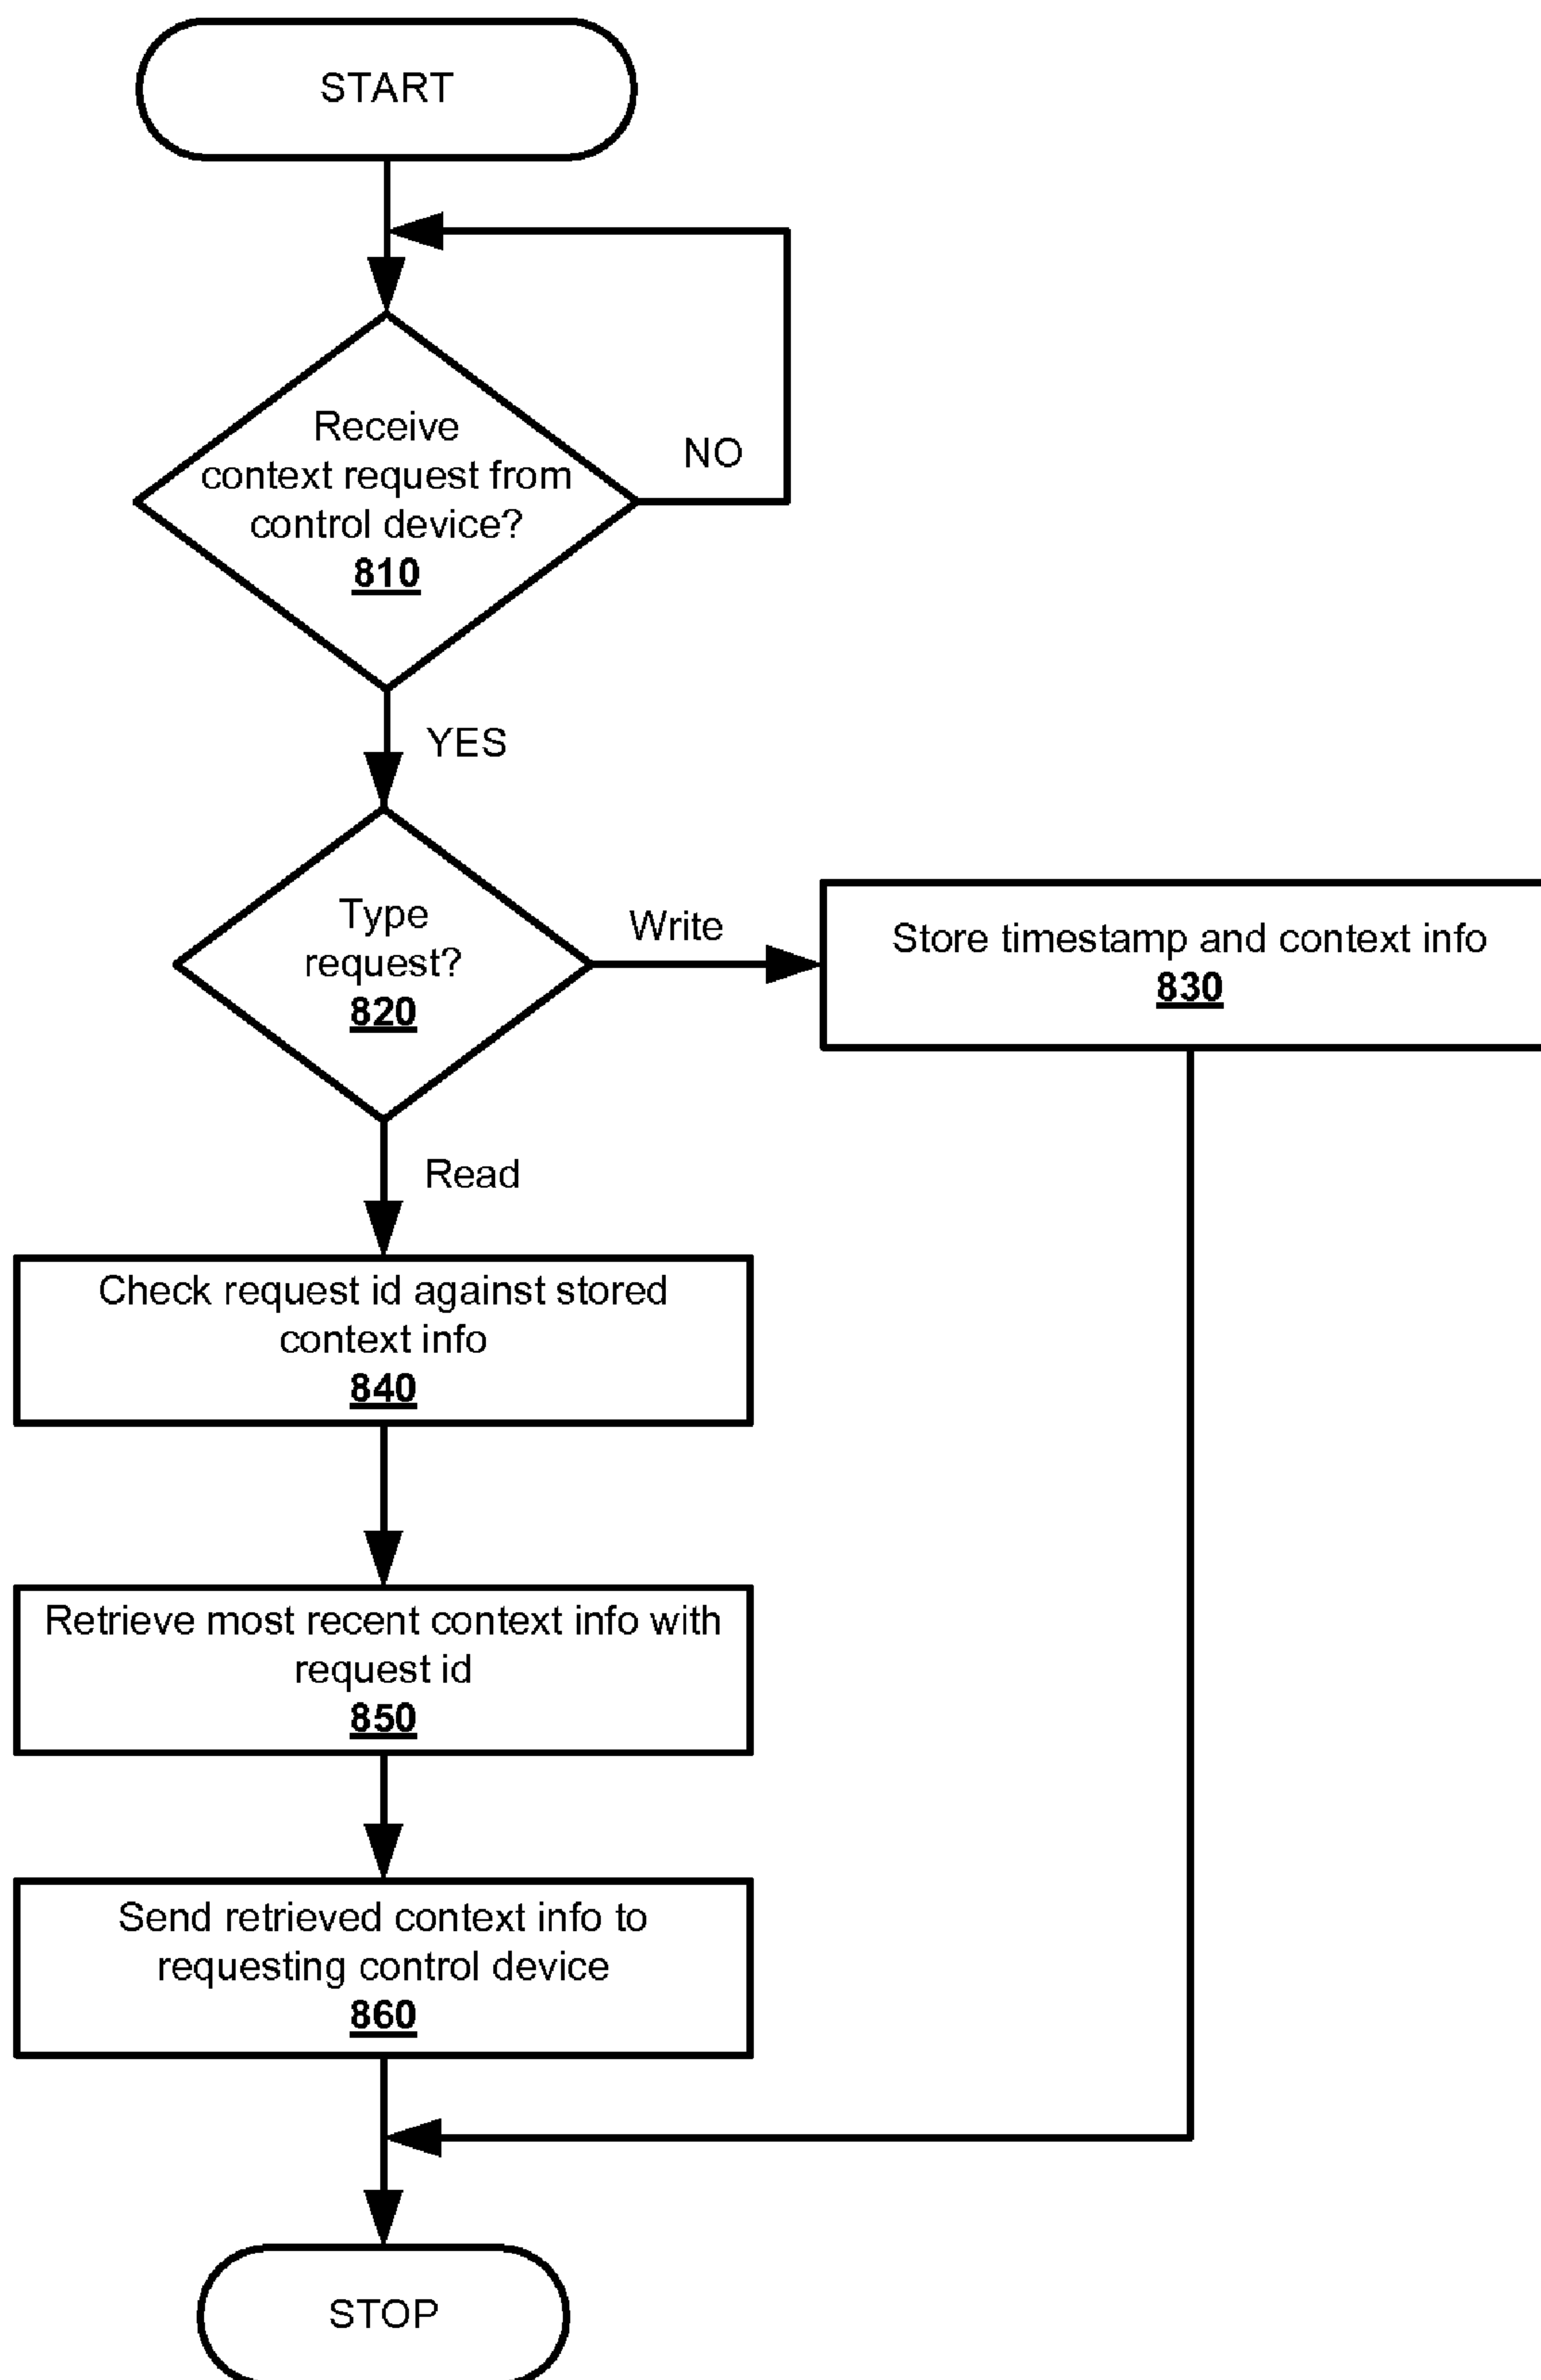 START
Receive
context request from
control device?
810
NO
YES
Type
request?
820
Write
Store timestamp and context info
830
Read
Check request id against stored
context info
840
Retrieve most recent context info with
request id
850
Send retrieved context info to
requesting control device
860
STOP